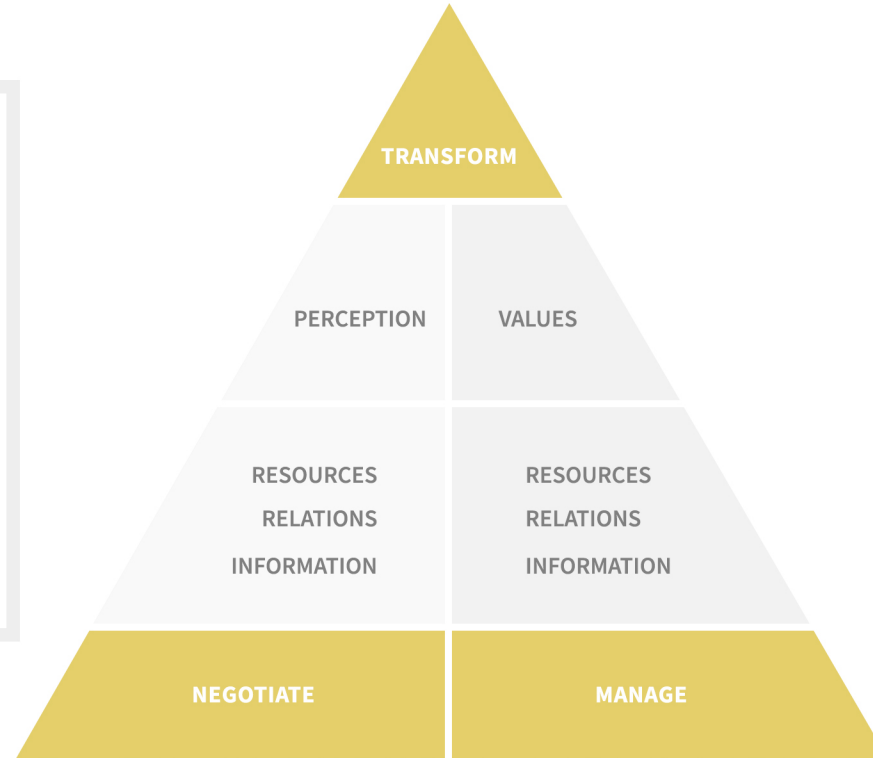 TRANSFORM
PERCEPTION VALUES
RESOURCES RESOURCES
RELATIONS RELATIONS
INFORMATION INFORMATION
NEGOTIATE MANAGE